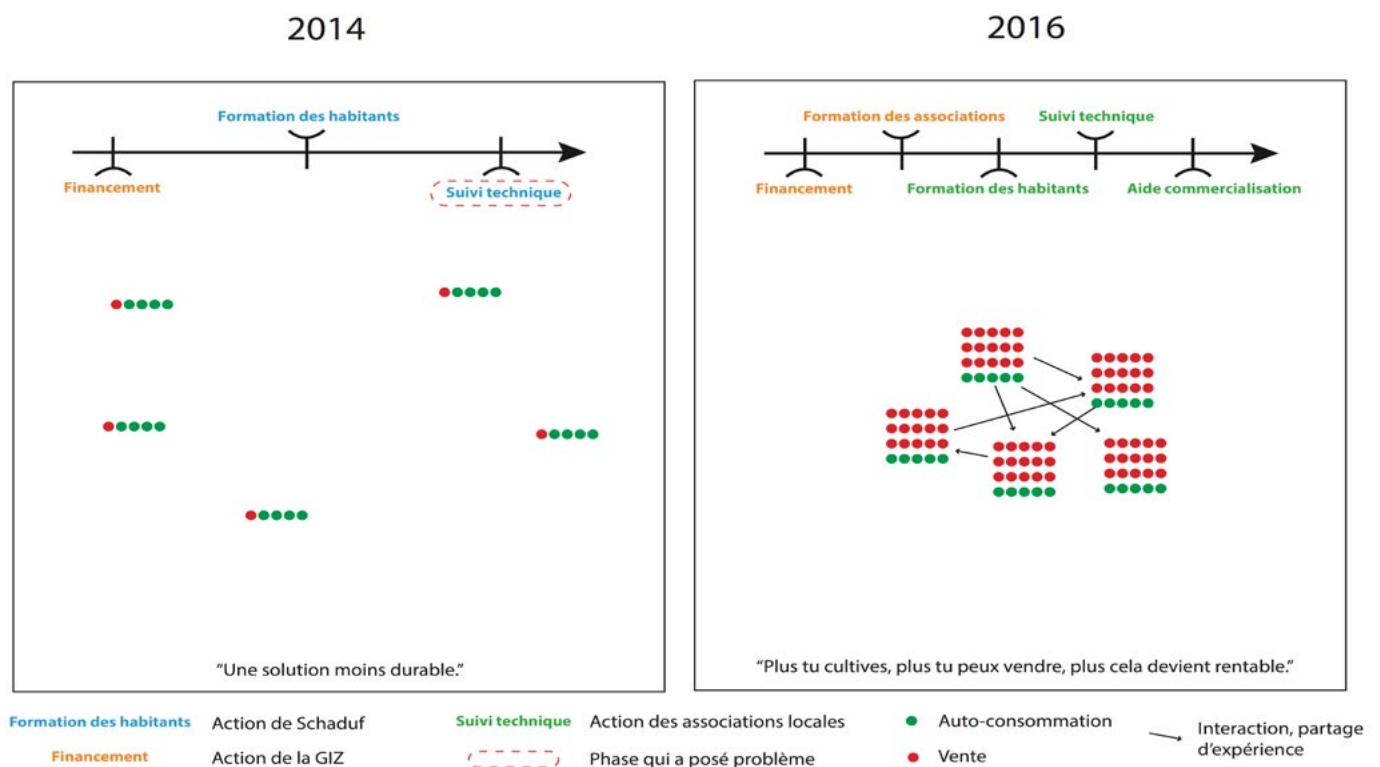 2014
2016
Formation des habitants
Financement
Suivi technique
"Une solution moins durable."
Formation des associations
Suivi technique
Financement
Formation des habitants
Aide commercialisation
"Plus tu cultives, plus tu peux vendre, plus cela devient rentable."
Formation des habitants Action de Schaduf
Financement Action de la GIZ
Suivi technique Action des associations locales
Phase qui a posé problème
Auto-consommation
Vente
Interaction, partage
d'expérience